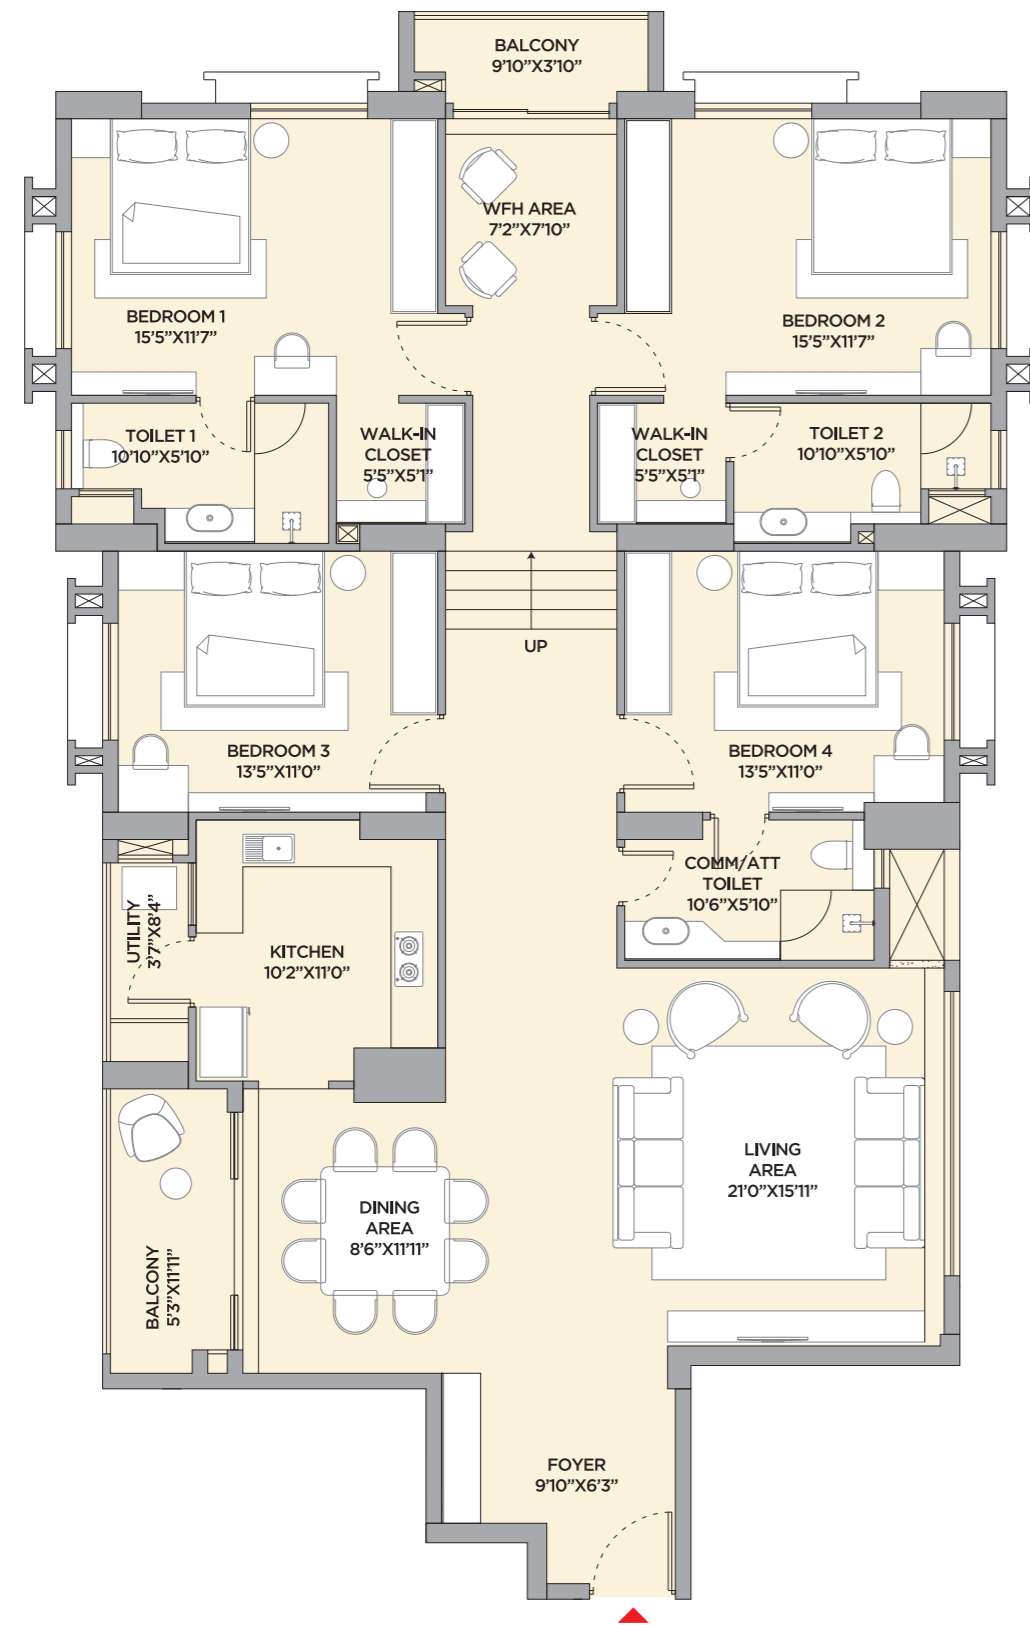 BALCONY
9'10"X3'10"
WFH AREA
7'2"X7'10"
BEDROOM 1
15'5"X11'7"
BEDROOM 2
15'5"X11'7"
TOILET 1
10'10"X5'10"
WALK-IN
CLOSET
5'5"X5'1"
WALK-IN
CLOSET
5'5"X5'1"
TOILET 2
10'10"X5'10"
UP
BEDROOM 3
13'5"X11'0"
BEDROOM 4
13'5"X11'0"
COMM/ATT
TOILET
10'6"X5'10"
UTILITY
3'7"X8'4"
KITCHEN
10'2"X11'0"
LIVING
AREA
21'0"X15'11"
DINING
AREA
8'6"X11'11"
BALCONY
5'3"X11'11"
FOYER
9'10"X6'3"